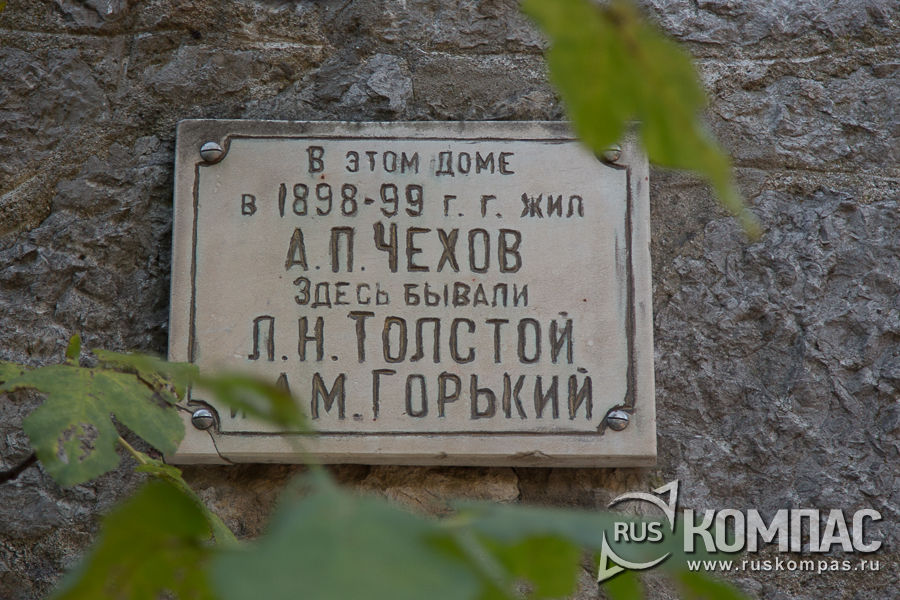 В ЭТОМ ДОМЕ
в 1898-99 г. г. жил
А.П. ЧЕХОВ
ЗДЕСЬ БЫВАЛИ
Л.Н. ТОЛСТОЙ
А.М. ГОРЬКИЙ
RUS КОМПАС
www.ruskompas.ru